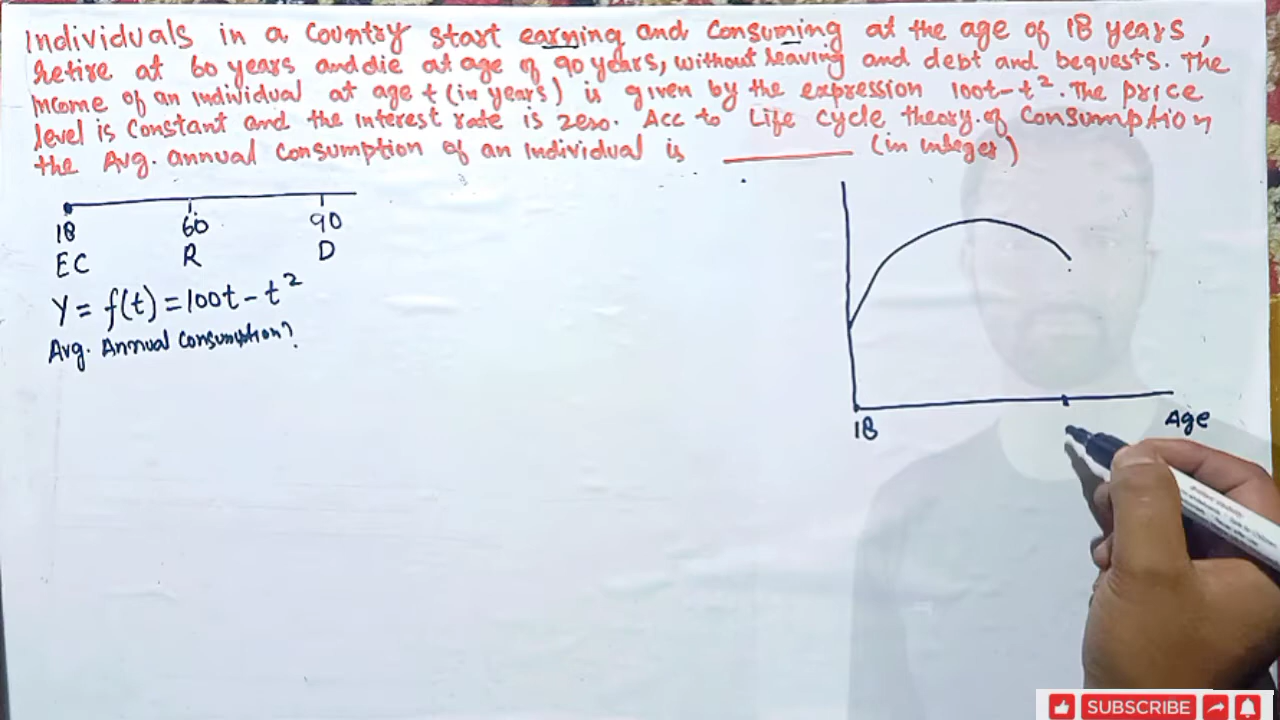 Individuals in a Country start earning and Consuming at the age of 18 years,
Retire at 60 years and die at age of 90 years, without leaving and debt and bequests. The
Income of an individual at age t (in years) is given by the expression 100t - t². The price
level is Constant and the interest rate is zero. Acc to Life Cycle theory. of Consumption
the Avg. annual Consumption of an individual is ______ (in integer)
18 60 90
EC R D
Y = f(t) = 100t - t²
Avg. Annual Consumption?
18 Age
SUBSCRIBE